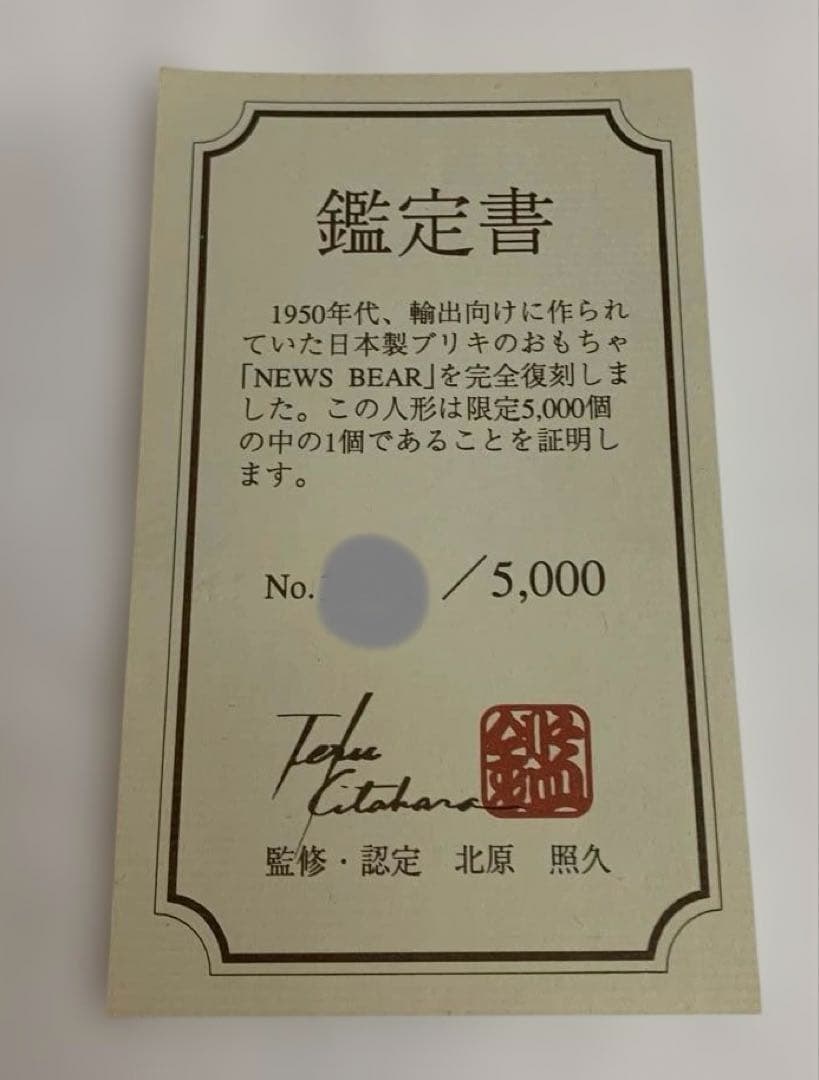 鑑定書
1950年代、輸出向けに作られ
ていた日本製ブリキのおもちゃ
「NEWS BEAR」を完全復刻しま
した。この人形は限定5,000個
の中の1個であることを証明し
ます。
No. ／5,000
Teru
Kitahara
鑑
監修・認定 北原 照久